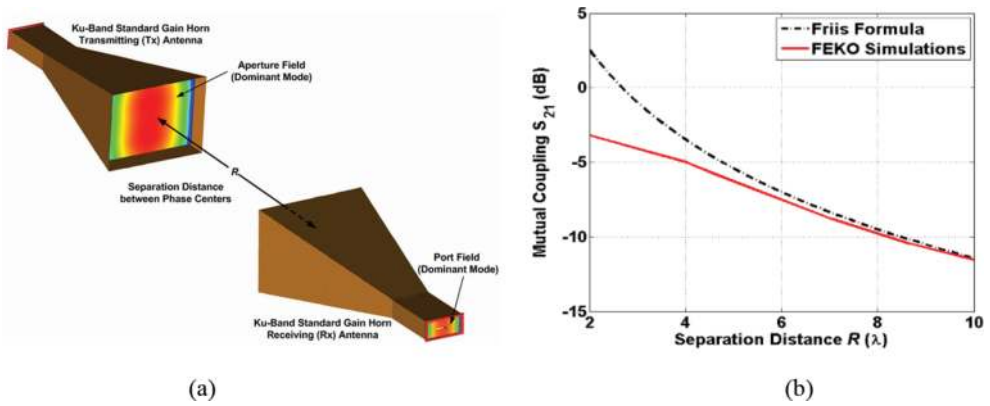 Ku-Band Standard Gain Horn
Transmitting (Tx) Antenna
Aperture Field
(Dominant Mode)
R
Separation Distance
between Phase Centers
Port Field
(Dominant Mode)
Ku-Band Standard Gain Horn
Receiving (Rx) Antenna
(a)
Friis Formula
FEKO Simulations
Mutual Coupling S21 (dB)
5
0
-5
-10
-15
2
4
6
8
10
Separation Distance R (λ)
(b)